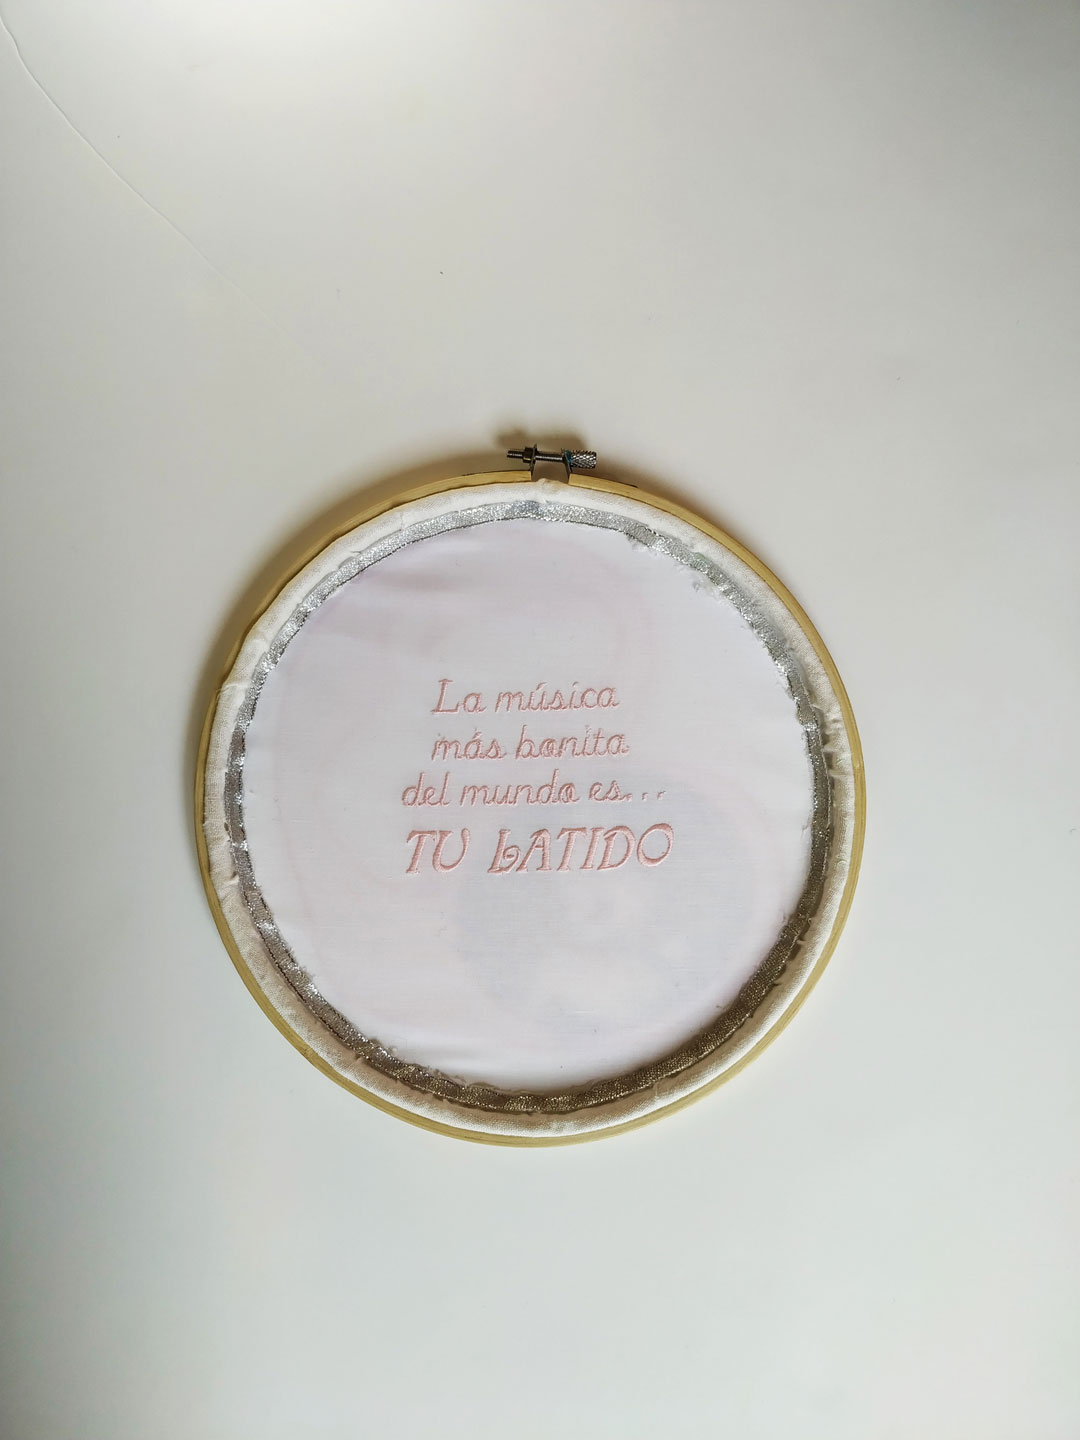 La música
más bonita
del mundo es...
TU LATIDO